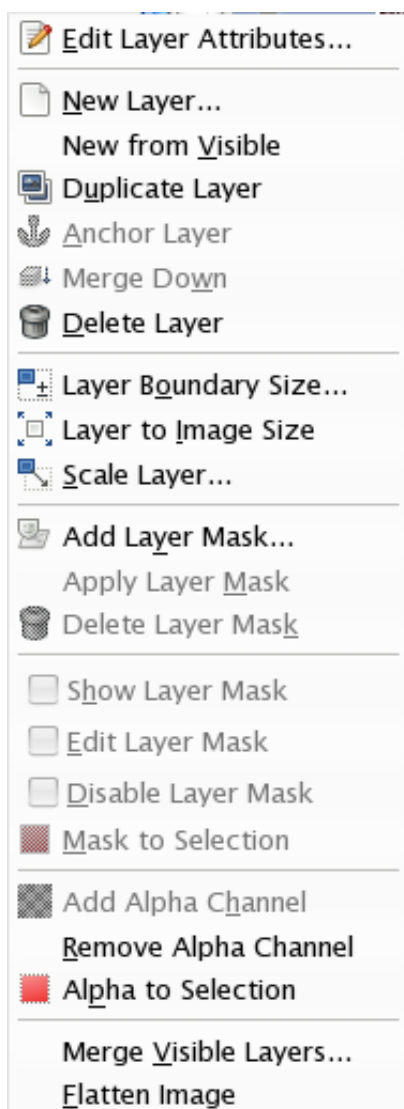 Edit Layer Attributes...
New Layer...
New from Visible
Duplicate Layer
Anchor Layer
Merge Down
Delete Layer
Layer Boundary Size...
Layer to Image Size
Scale Layer...
Add Layer Mask...
Apply Layer Mask
Delete Layer Mask
Show Layer Mask
Edit Layer Mask
Disable Layer Mask
Mask to Selection
Add Alpha Channel
Remove Alpha Channel
Alpha to Selection
Merge Visible Layers...
Flatten Image